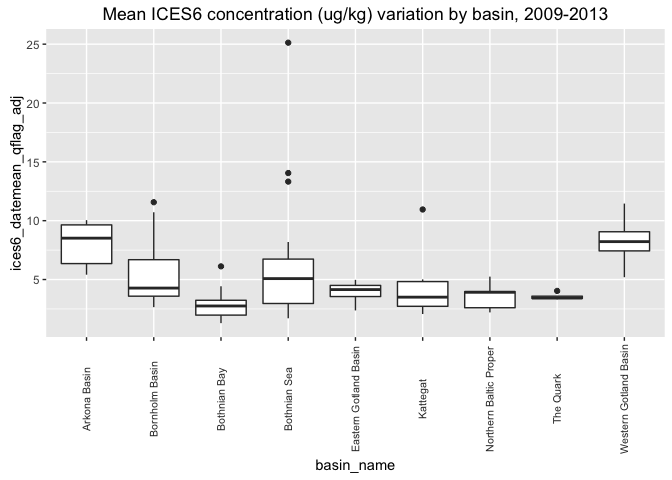 Mean ICES6 concentration (ug/kg) variation by basin, 2009-2013
ices6_datemean_qflag_adj
25
20
15
10
5
Arkona Basin
Bornholm Basin
Bothnian Bay
Bothnian Sea
Eastern Gotland Basin
Kattegat
Northern Baltic Proper
The Quark
Western Gotland Basin
basin_name